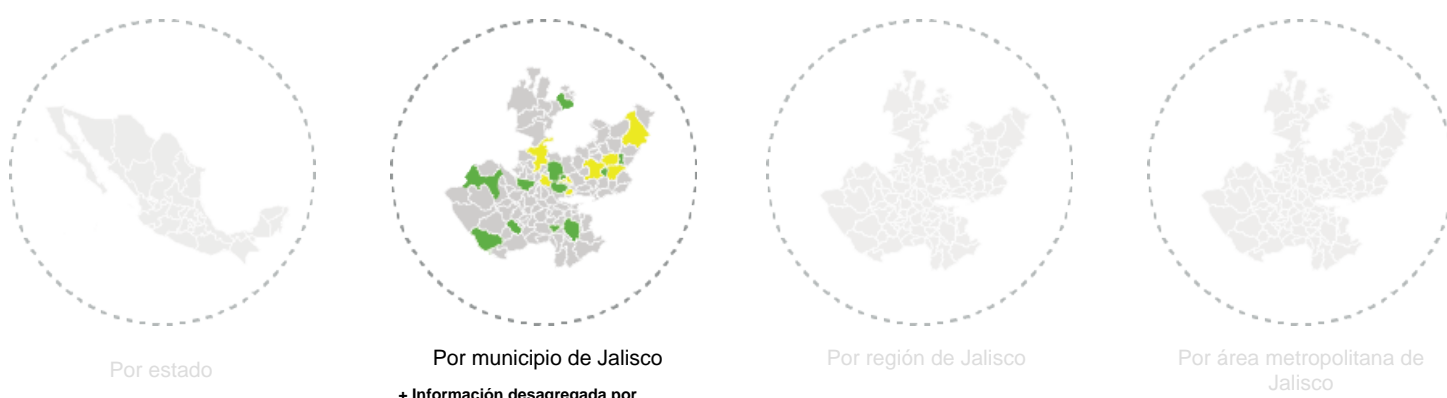 Por estado
Por municipio de Jalisco
+ Información desagregada por
Por región de Jalisco
Por área metropolitana de
Jalisco